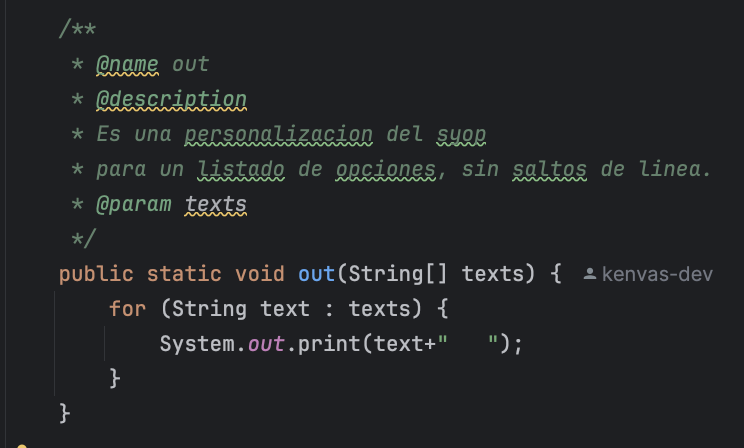 /**
* @name out
* @description
* Es una personalizacion del syop
* para un listado de opciones, sin saltos de linea.
* @param texts
*/
public static void out(String[] texts) { kenvas-dev
for (String text : texts) {
System.out.print(text+"   ");
}
}